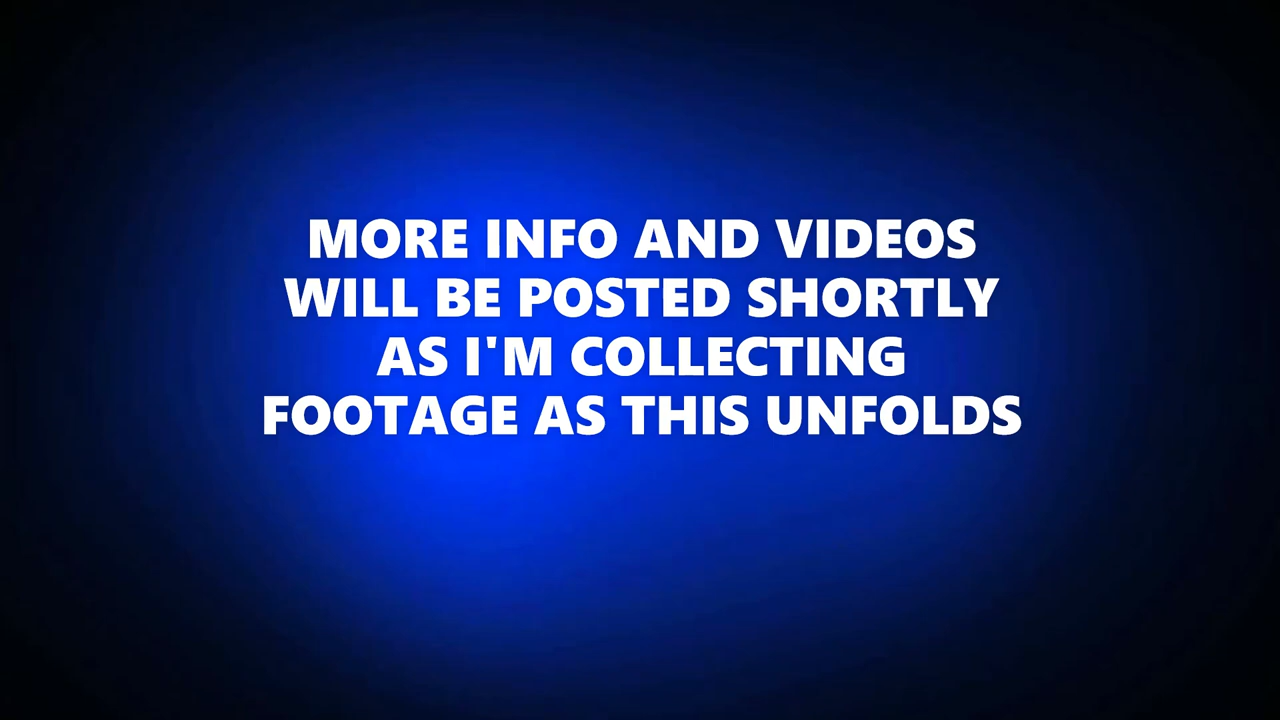 MORE INFO AND VIDEOS
WILL BE POSTED SHORTLY
AS I'M COLLECTING
FOOTAGE AS THIS UNFOLDS